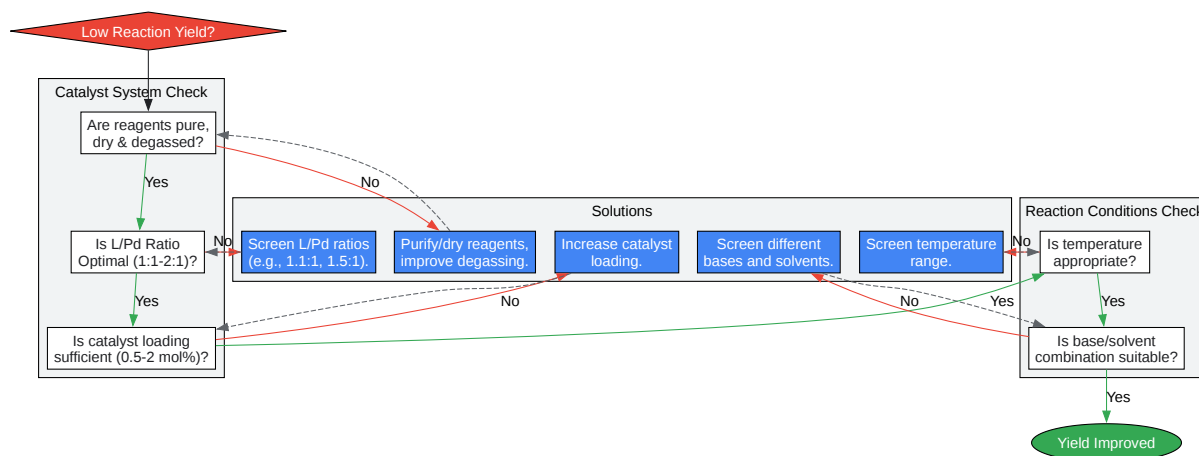 Low Reaction Yield?
Catalyst System Check
Are reagents pure,
dry & degassed?
Yes
No
Solutions
Reaction Conditions Check
Is L/Pd Ratio
Optimal (1:1-2:1)?
No
Screen L/Pd ratios
(e.g., 1.1:1, 1.5:1).
Purify/dry reagents,
improve degassing.
Increase catalyst
loading.
Screen different
bases and solvents.
Screen temperature
range.
No
Is temperature
appropriate?
Yes
No
No
Yes
Yes
Is catalyst loading
sufficient (0.5-2 mol%)?
Is base/solvent
combination suitable?
Yes
Yield Improved